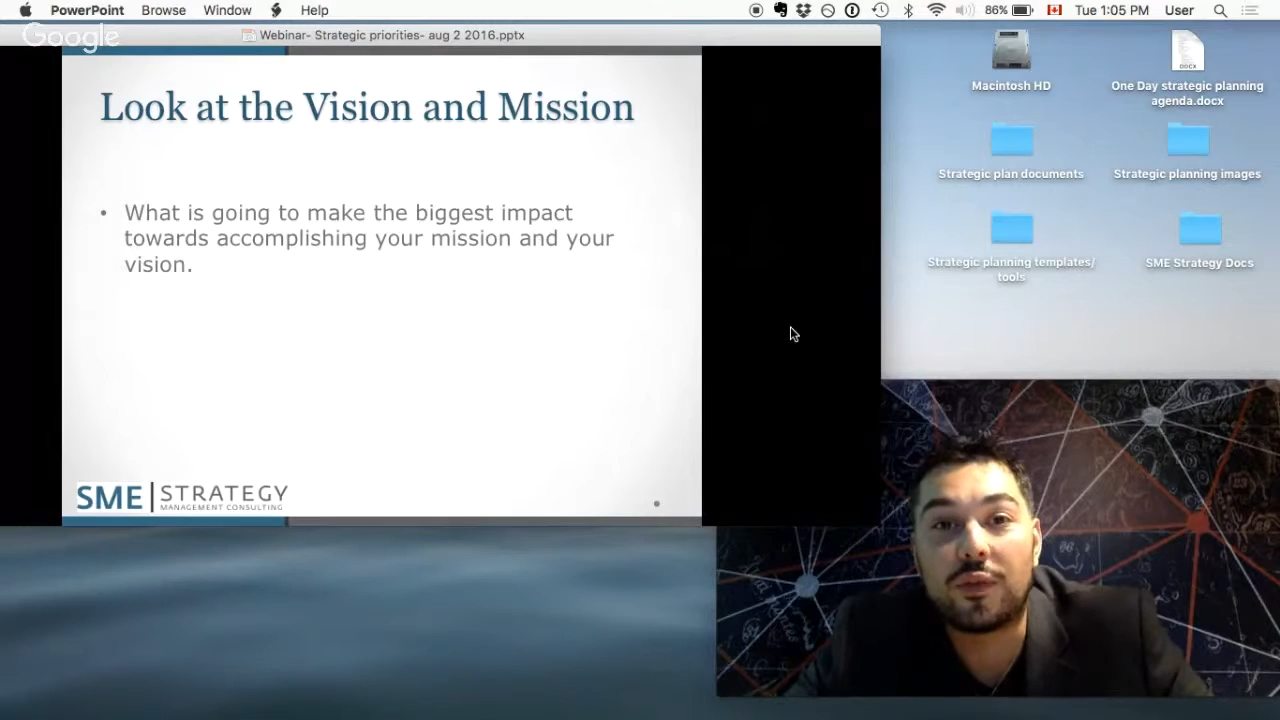 PowerPoint Browse Window Help 86% Tue 1:05 PM User
Google
Webinar- Strategic priorities- aug 2 2016.pptx
Look at the Vision and Mission
• What is going to make the biggest impact
towards accomplishing your mission and your
vision.
SME STRATEGY
MANAGEMENT CONSULTING
Macintosh HD
DOCX
One Day strategic planning
agenda.docx
Strategic plan documents
Strategic planning images
Strategic planning templates/
tools
SME Strategy Docs